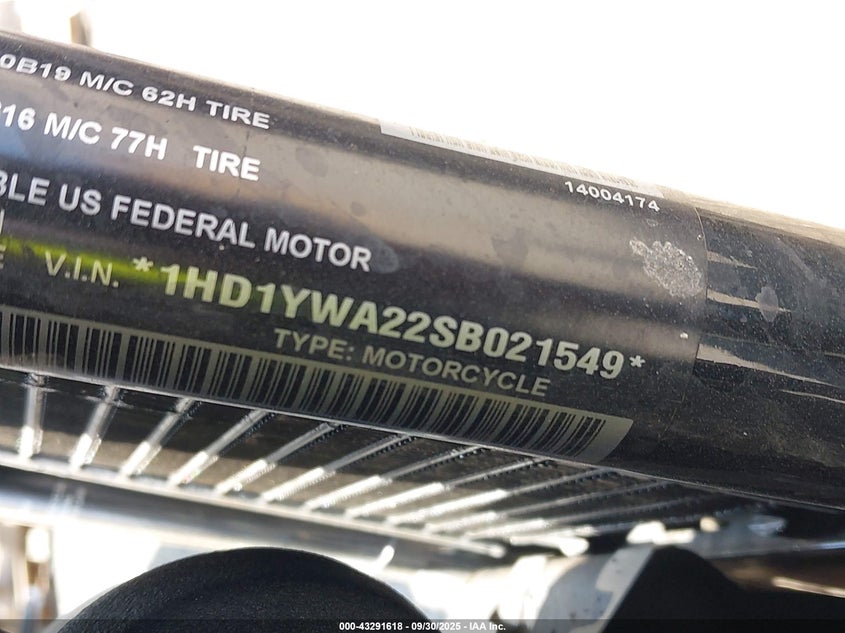 0B19 M/C 62H TIRE
16 M/C 77H TIRE
14004174
BLE US FEDERAL MOTOR
V.I.N. *1HD1YWA22SB021549*
TYPE: MOTORCYCLE
000-43291618 - 09/30/2025 - IAA Inc.